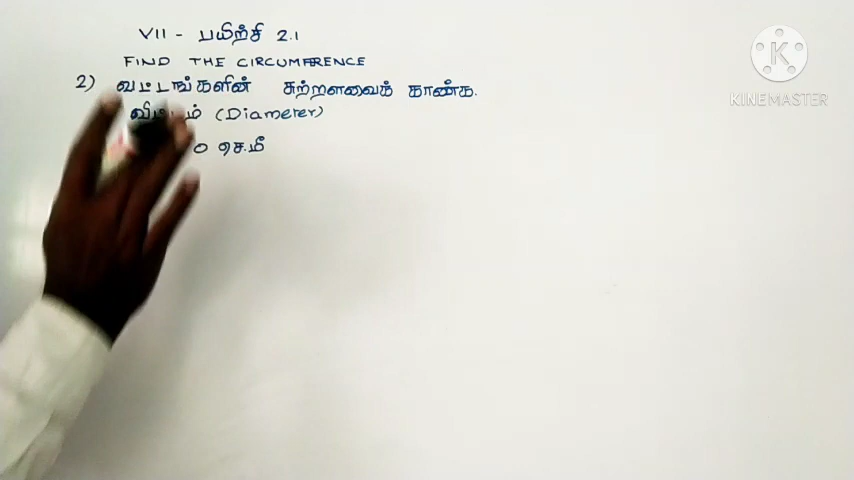 VII - பயிற்சி 2.1
FIND THE CIRCUMFERENCE
2) வட்டங்களின் சுற்றளவைக் காண்க.
(Diameter)
செ.மீ
K
KINEMASTER